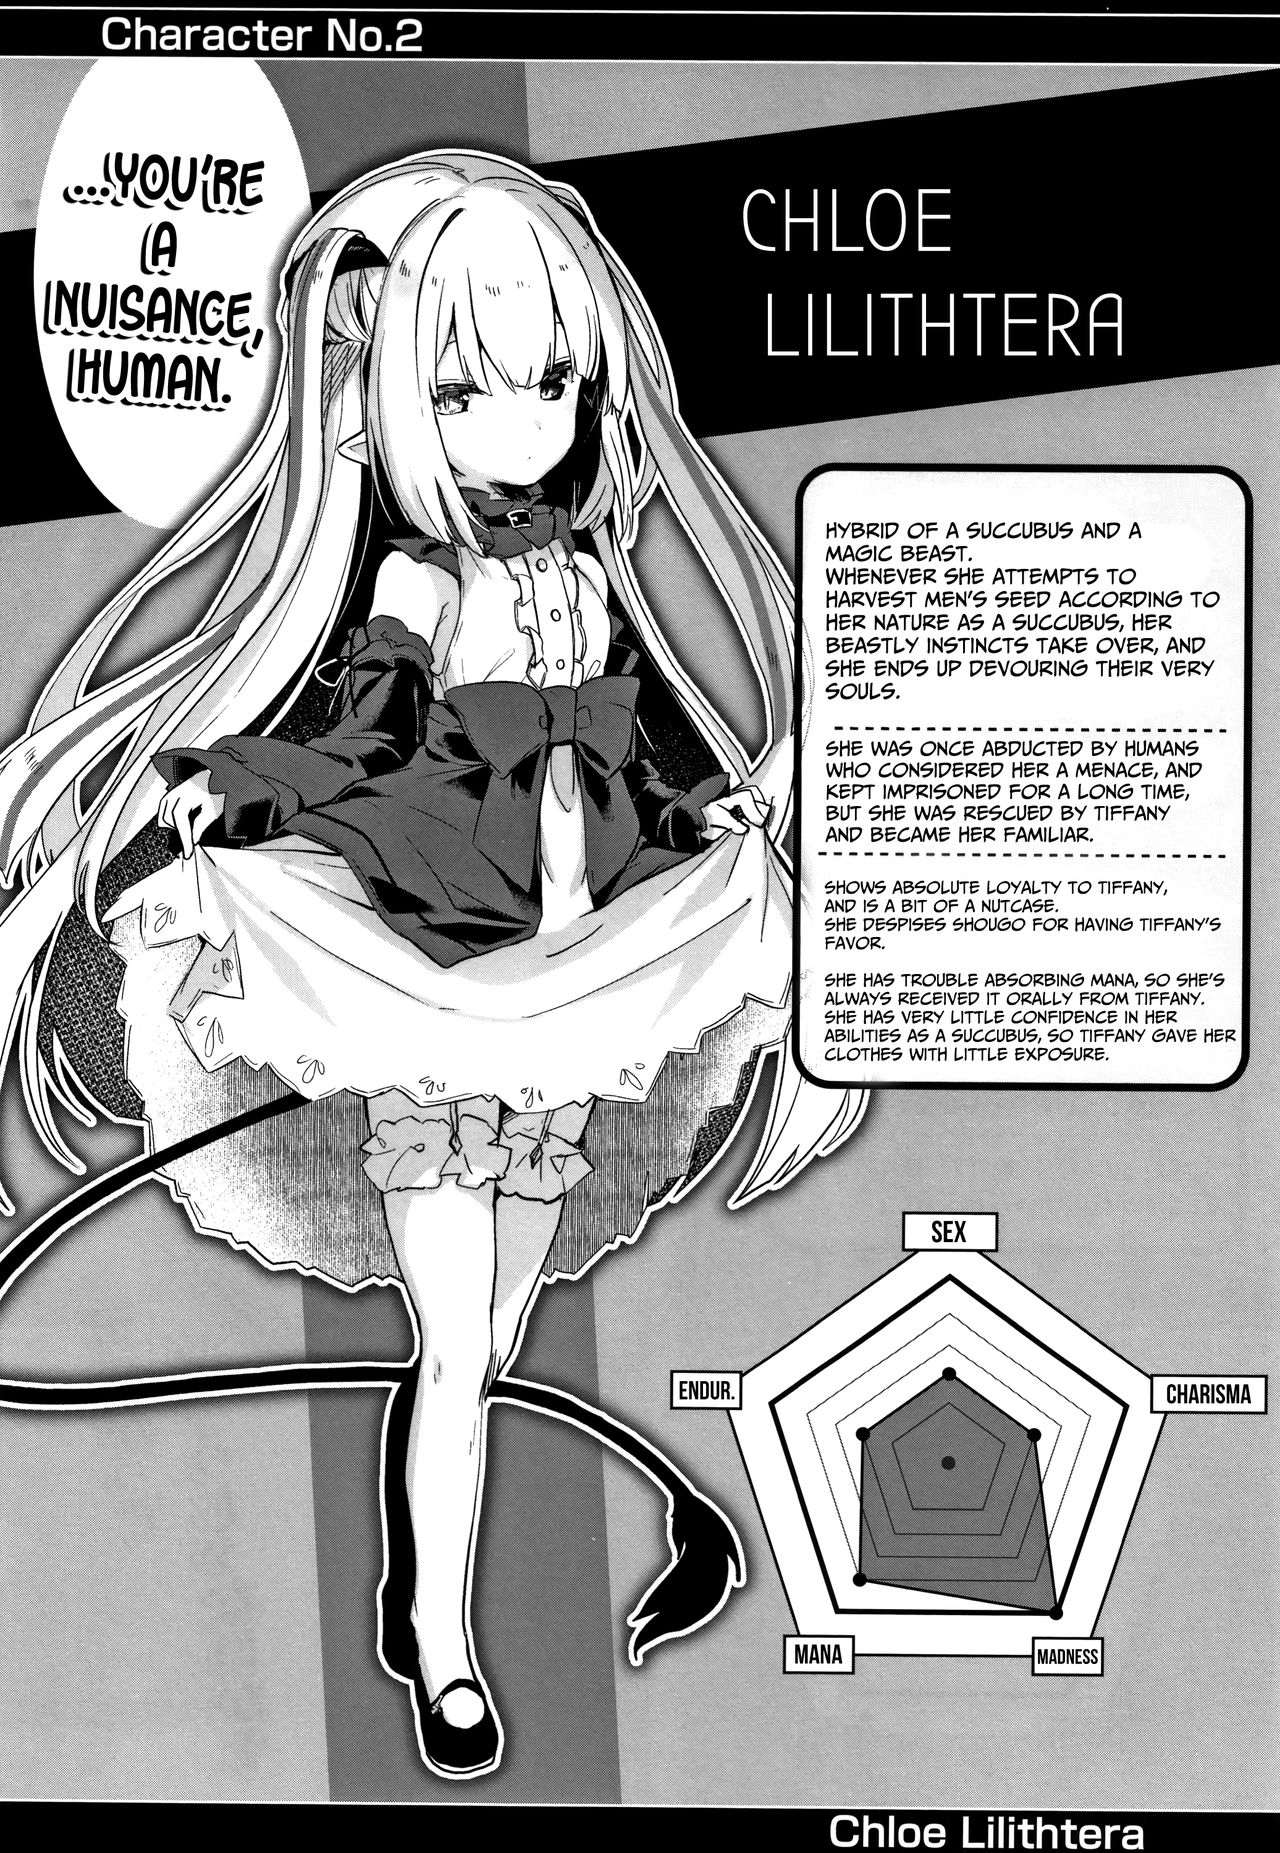 Character No.2
...YOU'RE
A
NUISANCE,
HUMAN.
CHLOE
LILITHTERA
HYBRID OF A SUCCUBUS AND A
MAGIC BEAST.
WHENEVER SHE ATTEMPTS TO
HARVEST MEN'S SEED ACCORDING TO
HER NATURE AS A SUCCUBUS, HER
BEASTLY INSTINCTS TAKE OVER, AND
SHE ENDS UP DEVOURING THEIR VERY
SOULS.
SHE WAS ONCE ABDUCTED BY HUMANS
WHO CONSIDERED HER A MENACE, AND
KEPT IMPRISONED FOR A LONG TIME,
BUT SHE WAS RESCUED BY TIFFANY
AND BECAME HER FAMILIAR.
SHOWS ABSOLUTE LOYALTY TO TIFFANY,
AND IS A BIT OF A NUTCASE.
SHE DESPISES SHOUGO FOR HAVING TIFFANY'S
FAVOR.
SHE HAS TROUBLE ABSORBING MANA, SO SHE'S
ALWAYS RECEIVED IT ORALLY FROM TIFFANY.
SHE HAS VERY LITTLE CONFIDENCE IN HER
ABILITIES AS A SUCCUBUS, SO TIFFANY GAVE HER
CLOTHES WITH LITTLE EXPOSURE.
SEX
ENDUR.
CHARISMA
MANA
MADNESS
Chloe Lilithtera